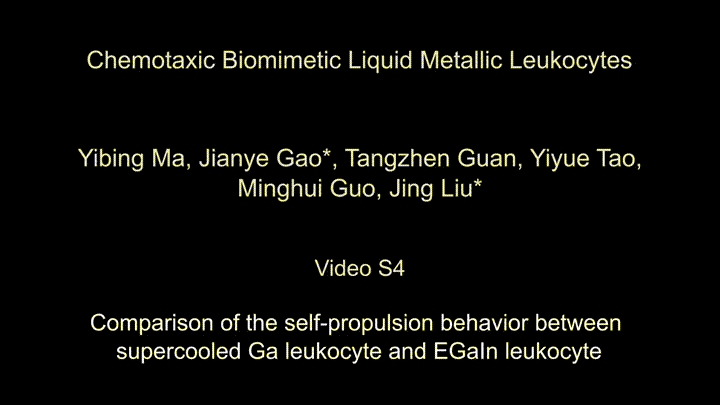 Chemotaxic Biomimetic Liquid Metallic Leukocytes
Yibing Ma, Jianye Gao*, Tangzhen Guan, Yiyue Tao,
Minghui Guo, Jing Liu*
Video S4
Comparison of the self-propulsion behavior between
supercooled Ga leukocyte and EGaIn leukocyte